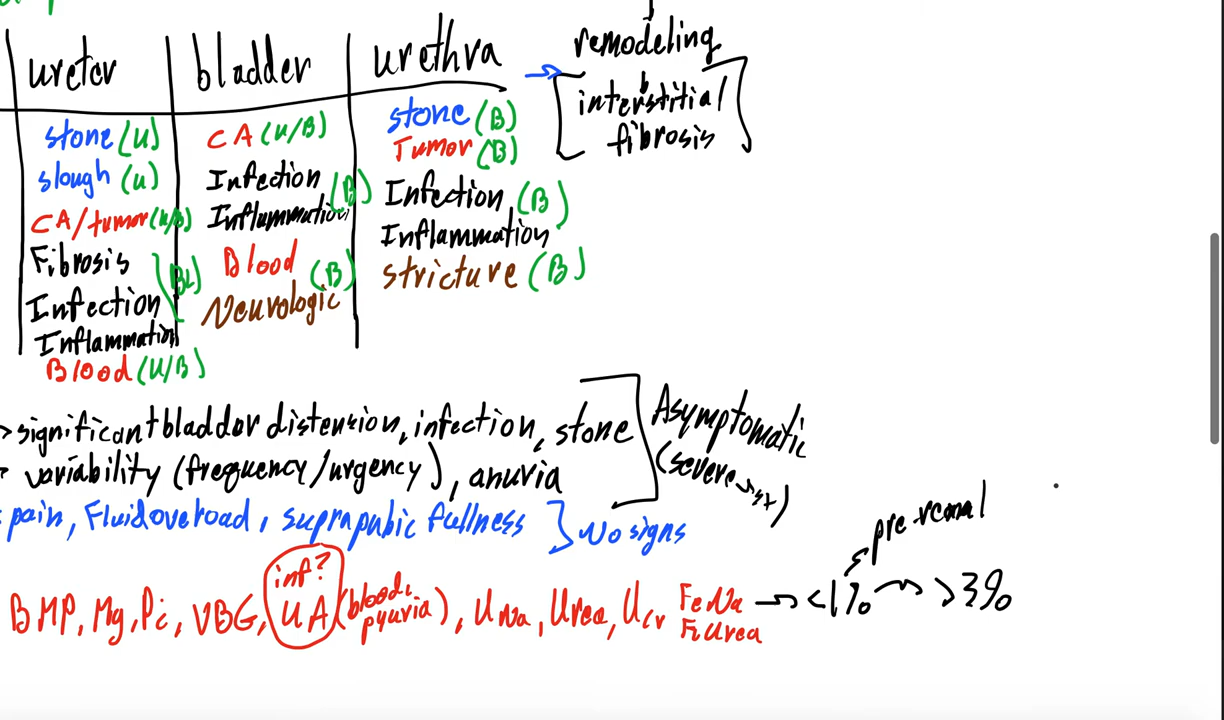 remodeling
ureter bladder urethra
interstitial
fibrosis
stone (u) CA (u/B) stone (B)
slough (u) Infection Tumor (B)
CA/tumor (u/B) Inflammation (B) Infection (B)
Fibrosis Blood (B) Inflammation
Infection Neurologic stricture (B)
Inflammation
Blood (U/B)
significant bladder distension, infection, stone
variability (frequency/urgency), anuria
Asymptomatic
pain, Fluid overload, suprapubic fullness No signs
prerenal
inf?
BMP, Mg, Pi, VBG, UA (blood, pyuria), UNa, Urea, Ucr FeNa → <1% → >3%
FeUrea